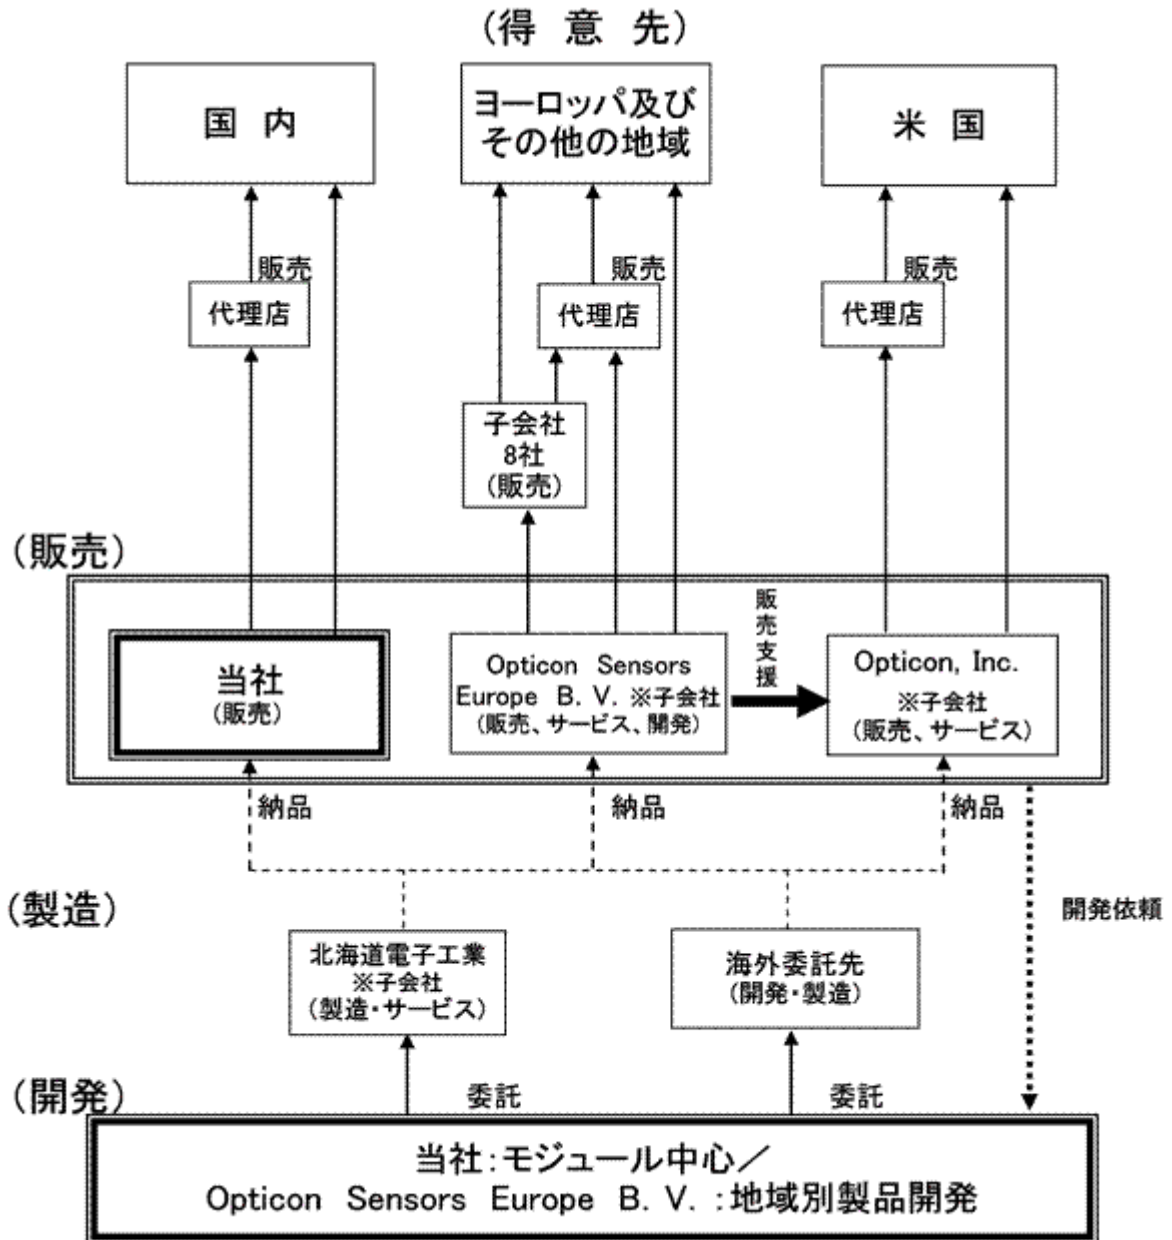 (得 意 先)
国 内
ヨーロッパ及び
その他の地域
米 国
販売
代理店
販売
代理店
販売
代理店
子会社
8社
(販売)
(販売)
当社
(販売)
Opticon Sensors
Europe B. V. ※子会社
(販売、サービス、開発)
販売支援
Opticon, Inc.
※子会社
(販売、サービス)
納品
納品
納品
(製造)
開発依頼
北海道電子工業
※子会社
(製造・サービス)
海外委託先
(開発・製造)
(開発)
委託
委託
当社:モジュール中心/
Opticon Sensors Europe B. V. :地域別製品開発